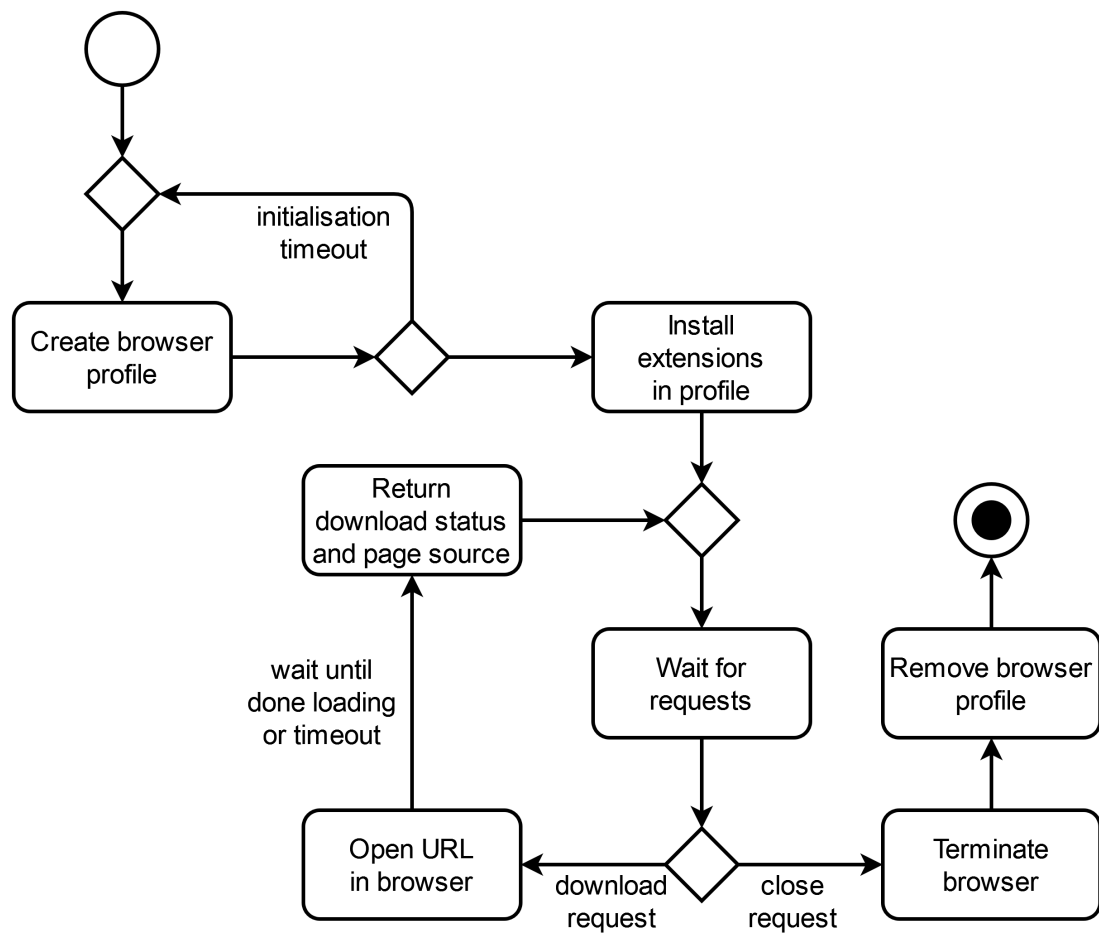 initialisation
timeout
Create browser
profile
Install
extensions
in profile
Return
download status
and page source
wait until
done loading
or timeout
Wait for
requests
Remove browser
profile
Open URL
in browser
download
request
close
request
Terminate
browser